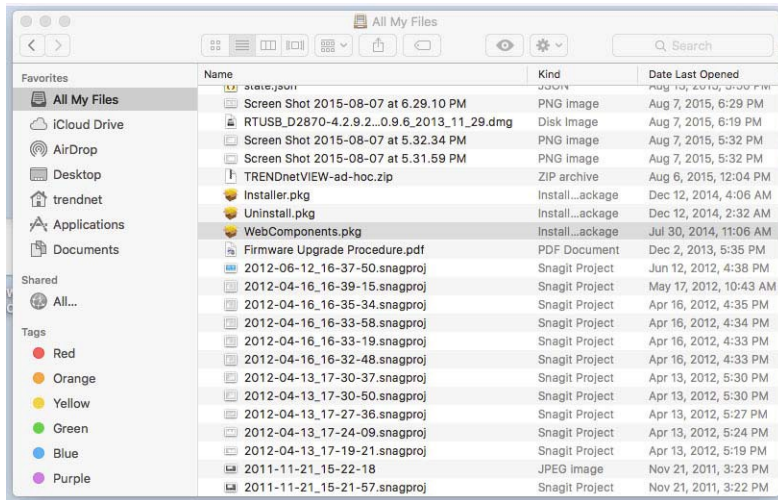 All My Files
Search
Favorites
All My Files
iCloud Drive
AirDrop
Desktop
trendnet
Applications
Documents
Shared
All...
Tags
Red
Orange
Yellow
Green
Blue
Purple
Name Kind Date Last Opened
state.json JSON Aug 13, 2015, 3:30 PM
Screen Shot 2015-08-07 at 6.29.10 PM PNG image Aug 7, 2015, 6:29 PM
RTUSB_D2870-4.2.9.2...0.9.6_2013_11_29.dmg Disk Image Aug 7, 2015, 6:19 PM
Screen Shot 2015-08-07 at 5.32.34 PM PNG image Aug 7, 2015, 5:32 PM
Screen Shot 2015-08-07 at 5.31.59 PM PNG image Aug 7, 2015, 5:32 PM
TRENDnetVIEW-ad-hoc.zip ZIP archive Aug 6, 2015, 12:04 PM
Installer.pkg Install...ackage Dec 12, 2014, 4:06 AM
Uninstall.pkg Install...ackage Dec 12, 2014, 2:32 AM
WebComponents.pkg Install...ackage Jul 30, 2014, 11:06 AM
Firmware Upgrade Procedure.pdf PDF Document Dec 2, 2013, 5:35 PM
2012-06-12_16-37-50.snagproj Snagit Project Jun 12, 2012, 4:38 PM
2012-04-16_16-39-15.snagproj Snagit Project May 17, 2012, 10:43 AM
2012-04-16_16-35-34.snagproj Snagit Project Apr 16, 2012, 4:35 PM
2012-04-16_16-33-58.snagproj Snagit Project Apr 16, 2012, 4:34 PM
2012-04-16_16-33-19.snagproj Snagit Project Apr 16, 2012, 4:33 PM
2012-04-16_16-32-48.snagproj Snagit Project Apr 16, 2012, 4:33 PM
2012-04-13_17-30-37.snagproj Snagit Project Apr 13, 2012, 5:30 PM
2012-04-13_17-30-50.snagproj Snagit Project Apr 13, 2012, 5:30 PM
2012-04-13_17-27-36.snagproj Snagit Project Apr 13, 2012, 5:27 PM
2012-04-13_17-24-09.snagproj Snagit Project Apr 13, 2012, 5:24 PM
2012-04-13_17-19-21.snagproj Snagit Project Apr 13, 2012, 5:19 PM
2011-11-21_15-22-18 JPEG image Nov 21, 2011, 3:23 PM
2011-11-21_15-21-57.snagproj Snagit Project Nov 21, 2011, 3:22 PM